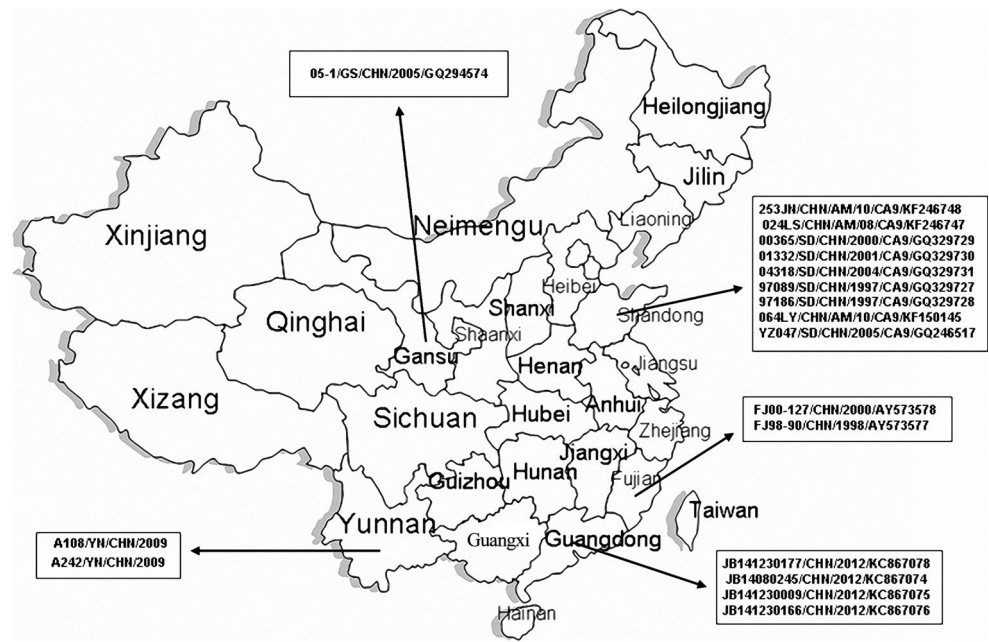 05-1/GS/CHN/2005/GQ294574
Heilongjiang
Jilin
Liaoning
Neimengu
Xinjiang
253JN/CHN/AM/10/CA9/KF246748
024LS/CHN/AM/08/CA9/KF246747
00365/SD/CHN/2000/CA9/GQ329729
01332/SD/CHN/2001/CA9/GQ329730
04318/SD/CHN/2004/CA9/GQ329731
97089/SD/CHN/1997/CA9/GQ329727
97186/SD/CHN/1997/CA9/GQ329728
064LY/CHN/AM/10/CA9/KF150145
YZ047/SD/CHN/2005/CA9/GQ246517
Heibei
Shanxi
Shandong
Qinghai
Shaanxi
Gansu
Henan
Jiangsu
Xizang
Sichuan
Hubei
Anhui
Zhejiang
FJ00-127/CHN/2000/AY573578
FJ98-90/CHN/1998/AY573577
Jiangxi
Hunan
Guizhou
Fujian
Taiwan
Yunnan
Guangxi
Guangdong
A108/YN/CHN/2009
A242/YN/CHN/2009
JB141230177/CHN/2012/KC867078
JB14080245/CHN/2012/KC867074
JB141230009/CHN/2012/KC867075
JB141230166/CHN/2012/KC867076
Hainan